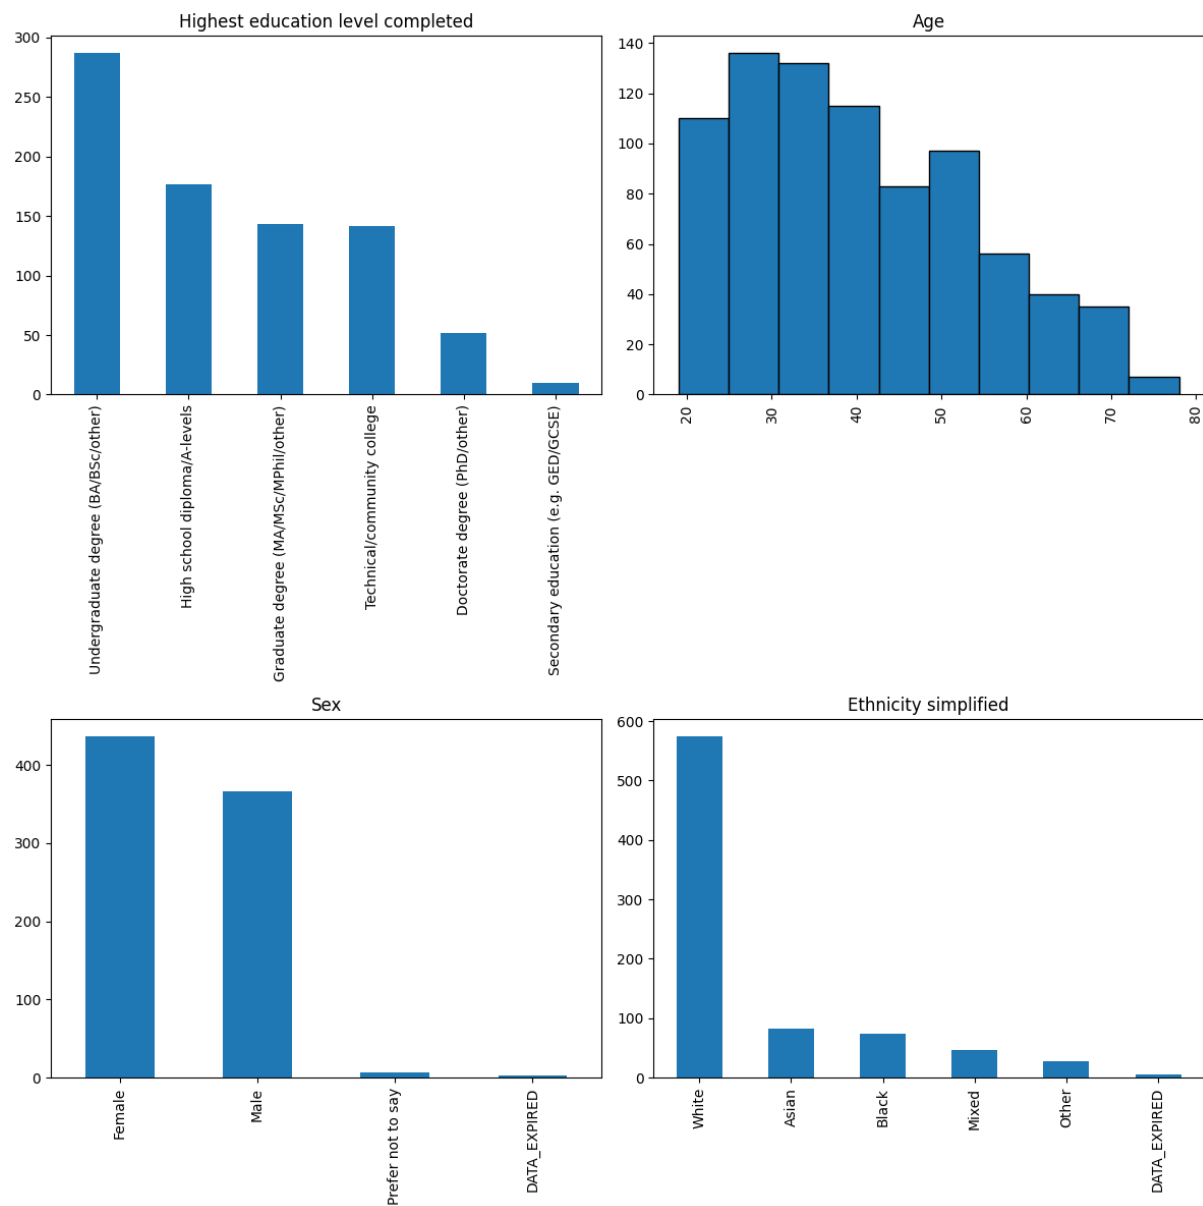 Highest education level completed
300
250
200
150
100
50
0
Undergraduate degree (BA/BSc/other)
High school diploma/A-levels
Graduate degree (MA/MSc/MPhil/other)
Technical/community college
Doctorate degree (PhD/other)
Secondary education (e.g. GED/GCSE)
Age
140
120
100
80
60
40
20
0
20
30
40
50
60
70
80
Sex
400
300
200
100
0
Female
Male
Prefer not to say
DATA_EXPIRED
Ethnicity simplified
600
500
400
300
200
100
0
White
Asian
Black
Mixed
Other
DATA_EXPIRED